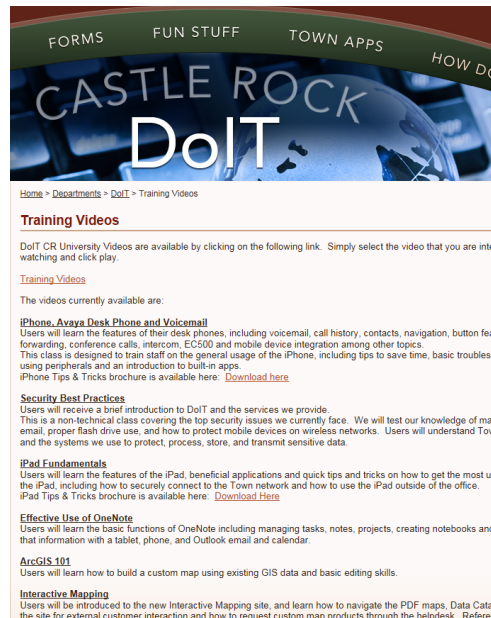 FORMS
FUN STUFF
TOWN APPS
HOW
CASTLE ROCK
DoIT
Home > Departments > DoIT > Training Videos
Training Videos
DoIT CR University Videos are available by clicking on the following link. Simply select the video that you are
watching and click play.
Training Videos
The videos currently available are:
iPhone, Avaya Desk Phone and Voicemail
Users will learn the features of their desk phones, including voicemail, call history, contacts, navigation, button
forwarding, conference calls, intercom, EC500 and mobile device integration among other topics.
This class is designed to train staff on the general usage of the iPhone, including tips to save time, basic
using peripherals and an introduction to built-in apps.
iPhone Tips & Tricks brochure is available here: Download here
Security Best Practices
Users will receive a brief introduction to DoIT and the services we provide.
This is a non-technical class covering the top security issues we currently face. We will test our knowledge of
email, proper flash drive use, and how to protect mobile devices on wireless networks. Users will understand
and the systems we use to protect, process, store, and transmit sensitive data.
iPad Fundamentals
Users will learn the features of the iPad, beneficial applications and quick tips and tricks on how to get the most
the iPad, including how to securely connect to the Town network and how to use the iPad outside of the office.
iPad Tips & Tricks brochure is available here: Download Here
Effective Use of OneNote
Users will learn the basic functions of OneNote including managing tasks, notes, projects, creating notebooks and
that information with a tablet, phone, and Outlook email and calendar.
ArcGIS 101
Users will learn how to build a custom map using existing GIS data and basic editing skills.
Interactive Mapping
Users will be introduced to the new Interactive Mapping site, and learn how to navigate the PDF maps, Data
the site for external customer interaction and how to request custom map products through the helpdesk.